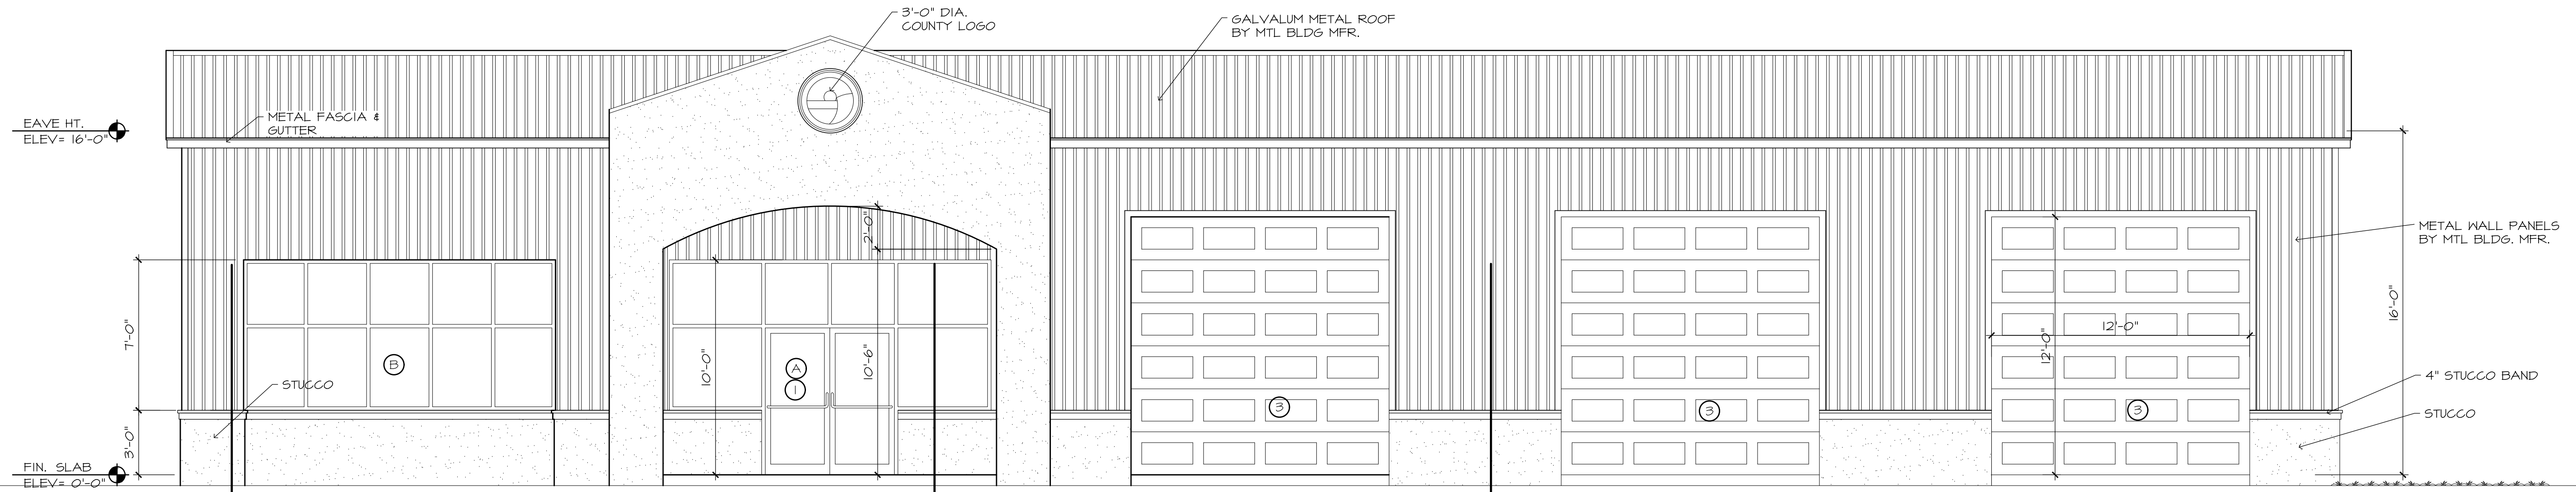 3'-0" DIA.
COUNTY LOGO
GALVALUM METAL ROOF
BY MTL BLDG MFR.
EAVE HT.
ELEV= 16'-0"
METAL FASCIA &
GUTTER
METAL WALL PANELS
BY MTL BLDG. MFR.
2'-0"
7'-0"
10'-0"
10'-6"
12'-0"
12'-0"
16'-0"
B
A
1
3
3
3
STUCCO
4" STUCCO BAND
STUCCO
3'-0"
FIN. SLAB
ELEV= 0'-0"